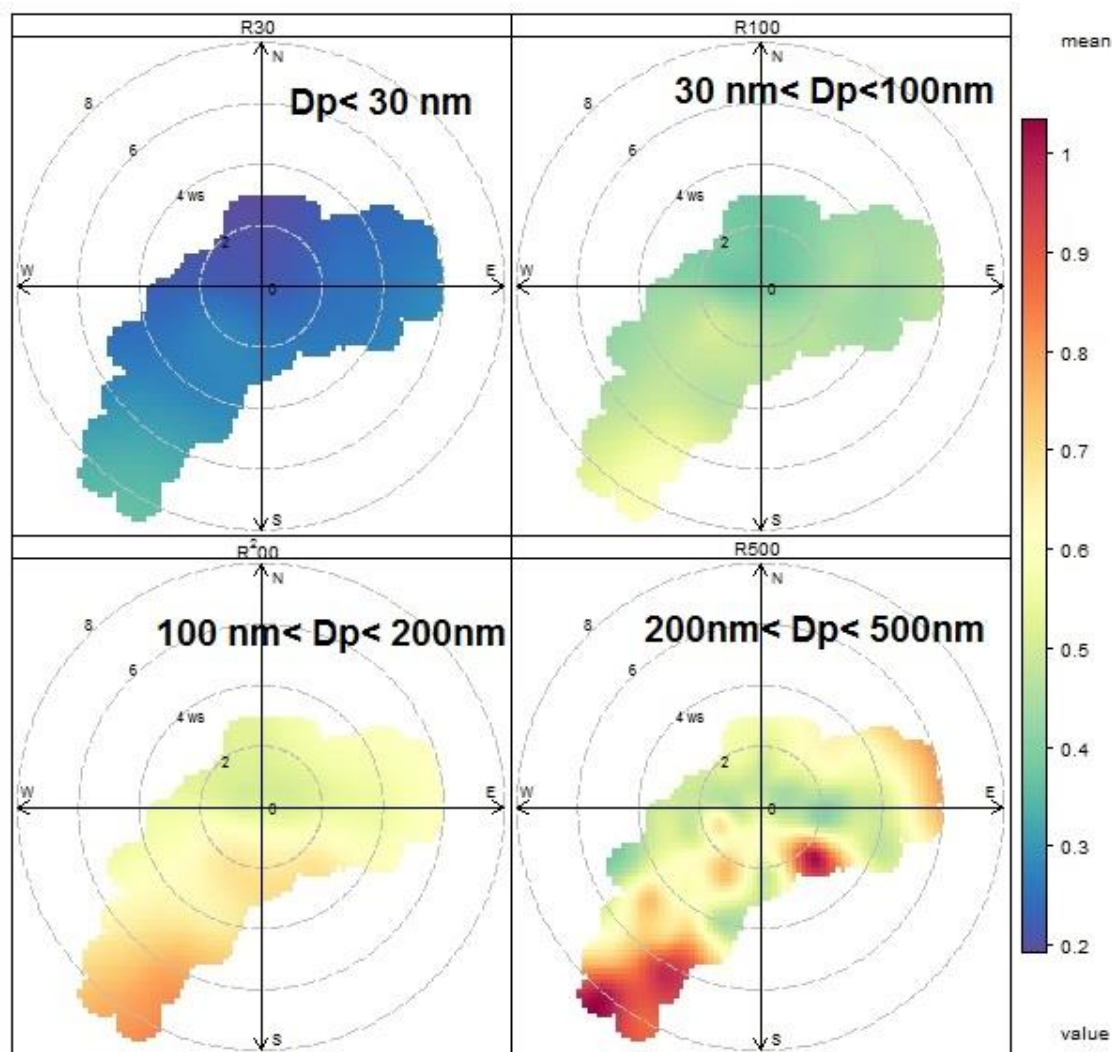 R30
N
8
6
4 ws
2
0
W
E
S
Dp< 30 nm
R100
N
8
6
4 ws
2
0
W
E
S
30 nm< Dp<100nm
R²00
N
8
6
4 ws
2
0
W
E
S
100 nm< Dp< 200nm
R500
N
8
6
4 ws
2
0
W
E
S
200nm< Dp< 500nm
mean
1
0.9
0.8
0.7
0.6
0.5
0.4
0.3
0.2
value